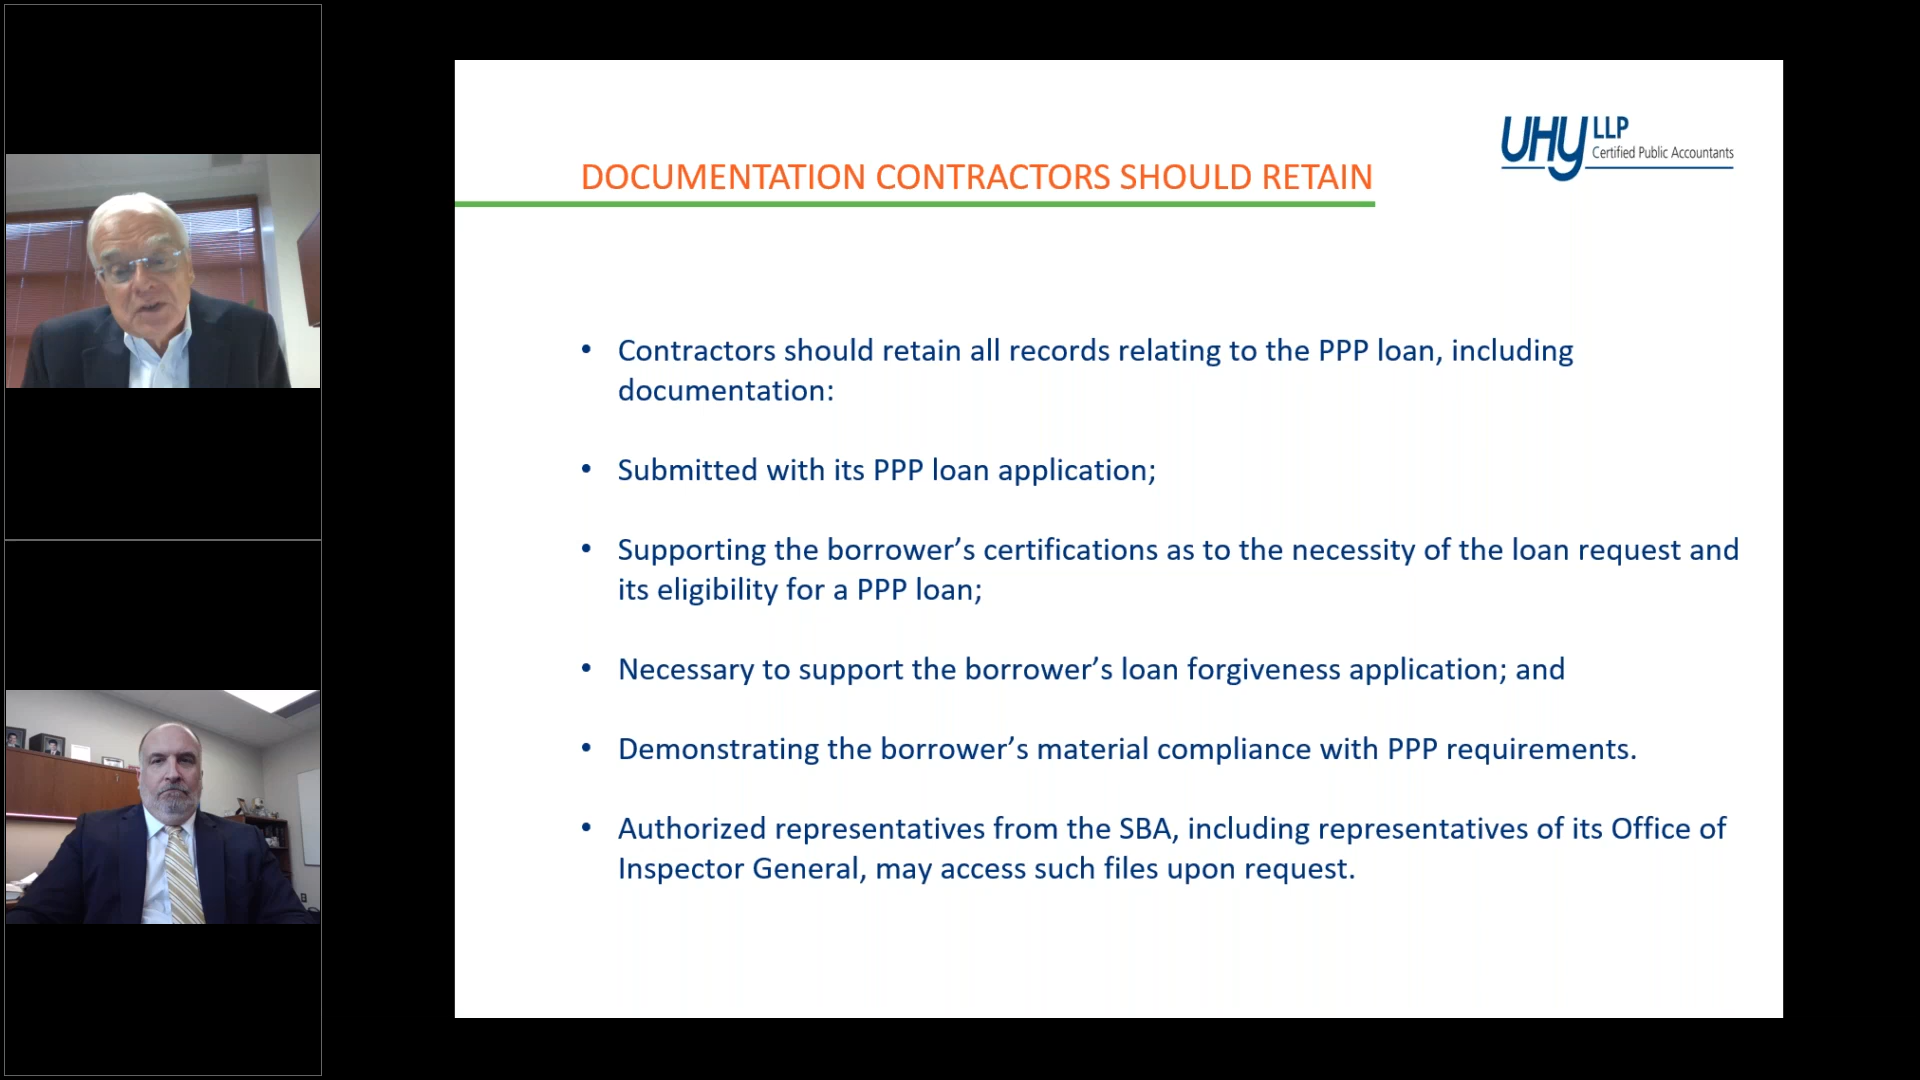 UHY LLP
Certified Public Accountants
DOCUMENTATION CONTRACTORS SHOULD RETAIN
• Contractors should retain all records relating to the PPP loan, including
documentation:
• Submitted with its PPP loan application;
• Supporting the borrower’s certifications as to the necessity of the loan request and
its eligibility for a PPP loan;
• Necessary to support the borrower’s loan forgiveness application; and
• Demonstrating the borrower’s material compliance with PPP requirements.
• Authorized representatives from the SBA, including representatives of its Office of
Inspector General, may access such files upon request.